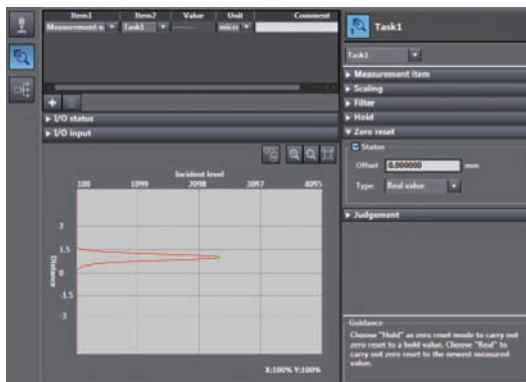 Item1 Item2 Value Unit Comment
Task1
Measurement Item
Scaling
Filter
Hold
Zero reset
Status
Offset 0.000000 mm
Type Real value
Judgement
I/O status
I/O input
Incident level
100 1099 2098 3097 4095
Distance
3
1.5
0
-1.5
-3
X:100% Y:100%
Guidance
Choose "Hold" as zero reset mode to carry out
zero reset to a hold value. Choose "Real" to
carry out zero reset to the newest measured
value.
Task1
Task1